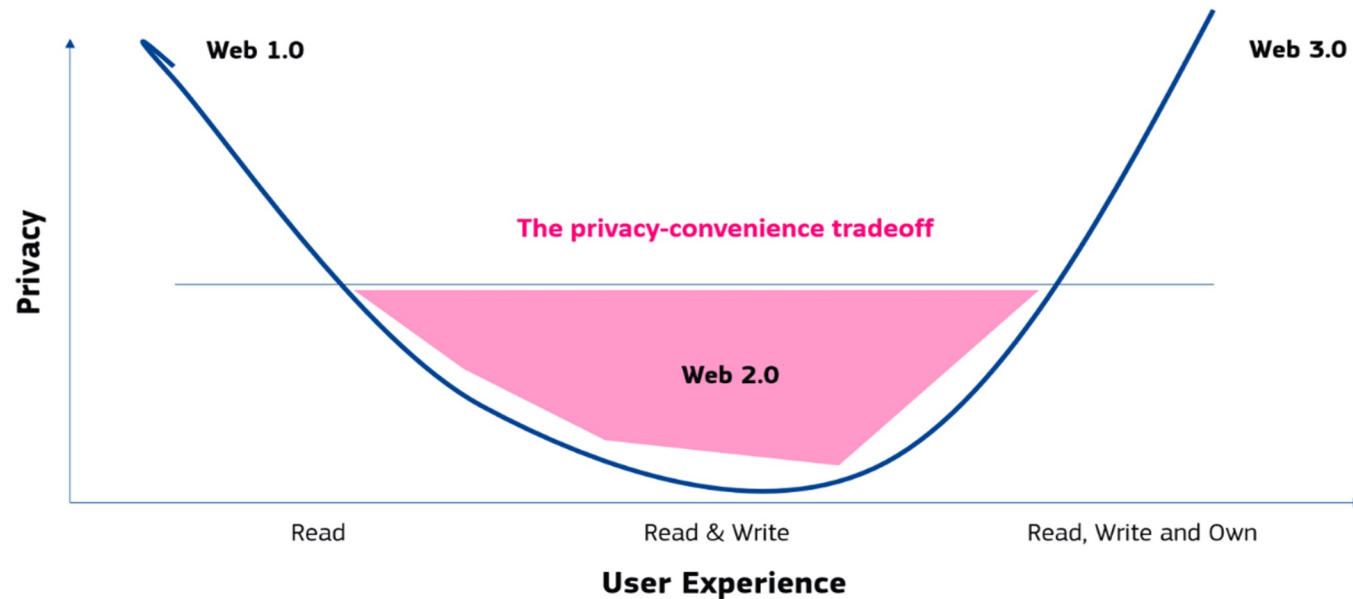 Web 1.0
Web 3.0
Privacy
The privacy-convenience tradeoff
Web 2.0
Read
Read & Write
Read, Write and Own
User Experience